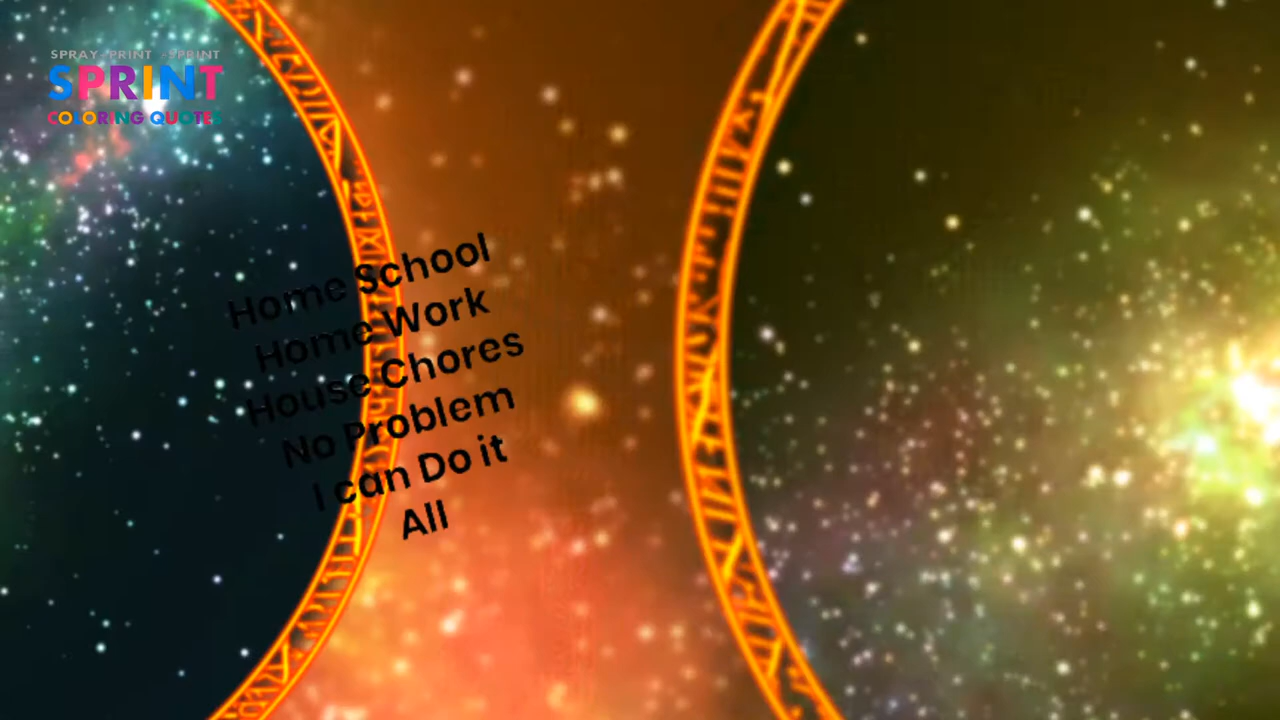 SPRAY-PRINT -SPRINT
SPRINT
COLORING QUOTES
Home School
Home Work
House Chores
No Problem
I can Do it
All